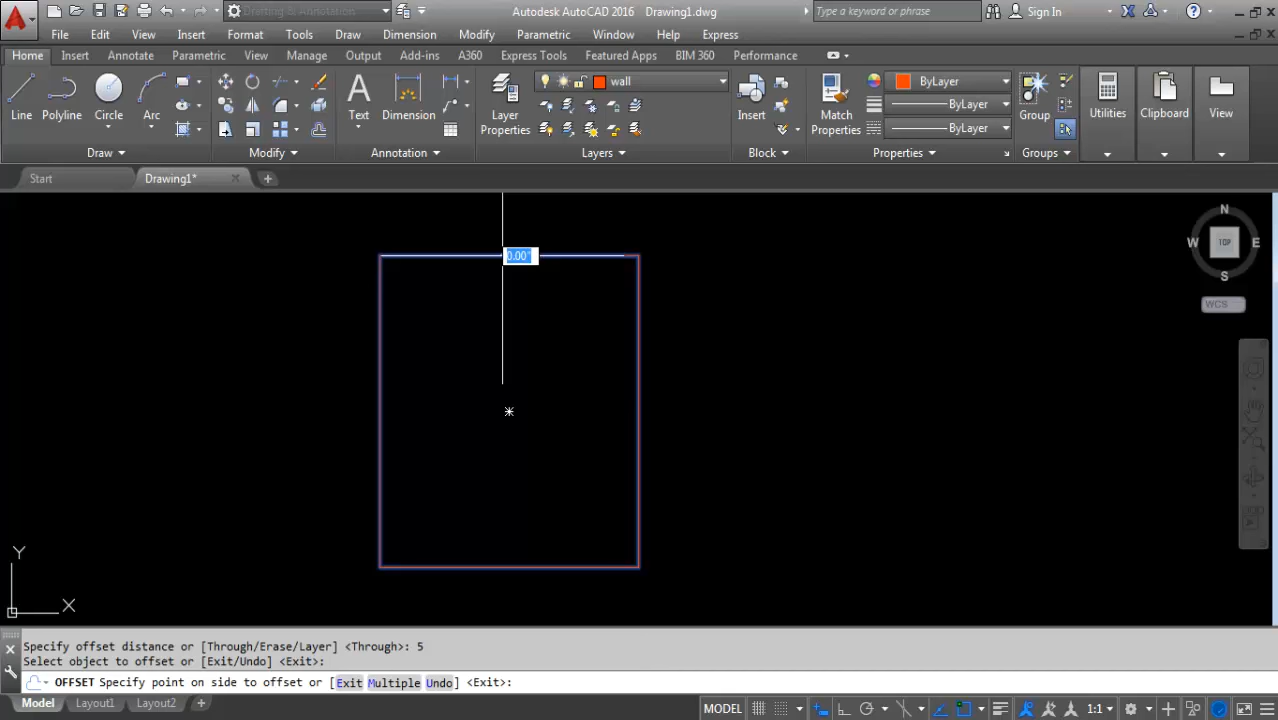 Drafting & Annotation
Autodesk AutoCAD 2016 Drawing1.dwg
Type a keyword or phrase
Sign In
File Edit View Insert Format Tools Draw Dimension Modify Parametric Window Help Express
Home Insert Annotate Parametric View Manage Output Add-ins A360 Express Tools Featured Apps BIM 360 Performance
wall
ByLayer
ByLayer
ByLayer
Line Polyline Circle Arc Text Dimension Layer Properties Insert Match Properties Group Utilities Clipboard View
Draw Modify Annotation Layers Block Properties Groups
Start Drawing1* +
0.00"
N
W TOP E
S
WCS
Y
X
Specify offset distance or [Through/Erase/Layer] <Through>: 5
Select object to offset or [Exit/Undo] <Exit>:
OFFSET Specify point on side to offset or [Exit Multiple Undo] <Exit>:
Model Layout1 Layout2 + MODEL 1:1